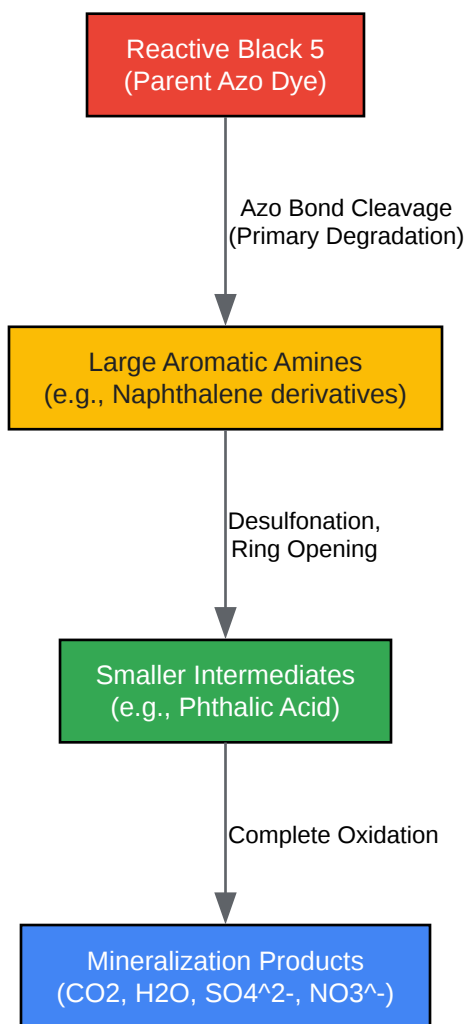 Reactive Black 5
(Parent Azo Dye)
Azo Bond Cleavage
(Primary Degradation)
Large Aromatic Amines
(e.g., Naphthalene derivatives)
Desulfonation,
Ring Opening
Smaller Intermediates
(e.g., Phthalic Acid)
Complete Oxidation
Mineralization Products
(CO2, H2O, SO4^2-, NO3^-)